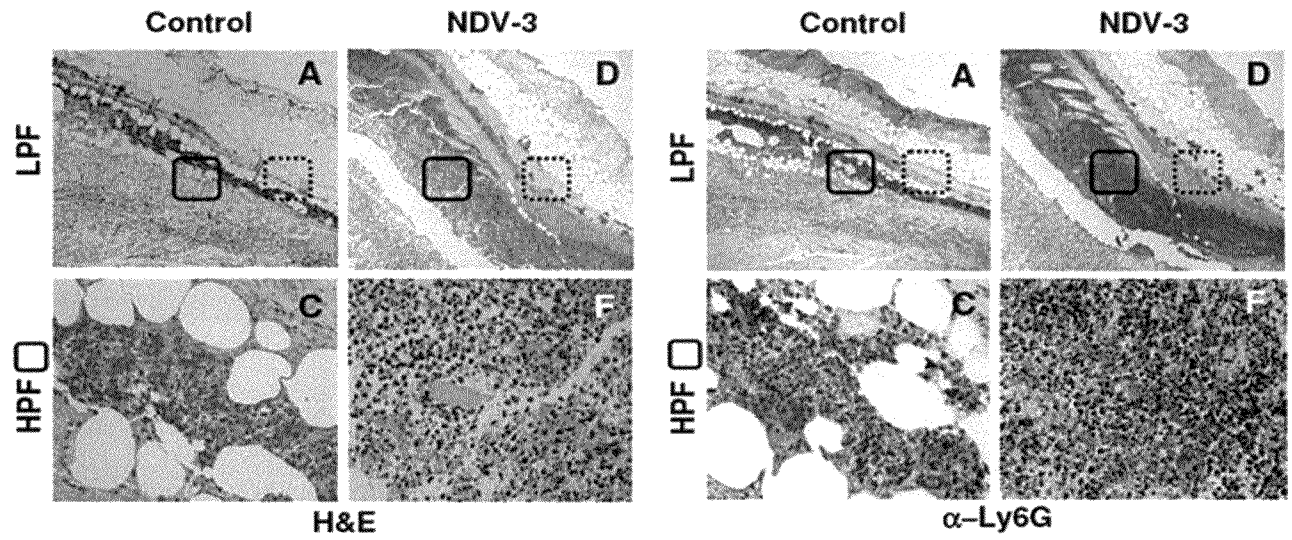 Control NDV-3 Control NDV-3
LPF A D LPF A D
HPF C F HPF C F
H&E α–Ly6G